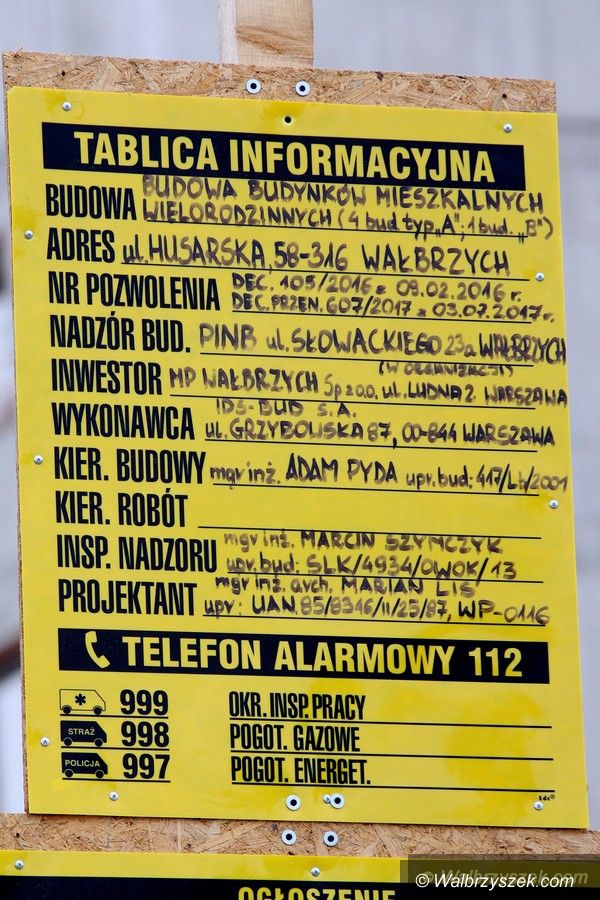 TABLICA INFORMACYJNA
BUDOWA BUDOWA BUDYNKÓW MIESZKALNYCH
WIELORODZINNYCH (4 bud typ„A"; 1 bud. „B")
ADRES ul. HUSARSKA, 58-316 WAŁBRZYCH
NR POZWOLENIA DEC. 105/2016 z 09.02.2016 r.
DEC. PRZEN. 607/2017 z 03.07.2017 r.
NADZÓR BUD. PINB ul. SŁOWACKIEGO 23a WAŁBRZYCH
(W ORGANIZACJI)
INWESTOR MP WAŁBRZYCH Sp z o.o. ul. LUDNA 2 WARSZAWA
IDS-BUD S.A.
WYKONAWCA ul. GRZYBOWSKA 87, 00-844 WARSZAWA
KIER. BUDOWY mgr inż. ADAM PYDA upr. bud: 417/Lb/2001
KIER. ROBÓT
mgr inż. MARCIN SZYMCZYK
INSP. NADZORU upr. bud: SLK/4934/OWOK/13
mgr inż. arch. MARIAN LIS
PROJEKTANT upr: UAN. 85/8346/II/25/87, WP-0116
TELEFON ALARMOWY 112
999 OKR. INSP. PRACY
STRAŻ 998 POGOT. GAZOWE
POLICJA 997 POGOT. ENERGET.
kdc®
OGŁOSZENIE
© Walbrzyszek.com